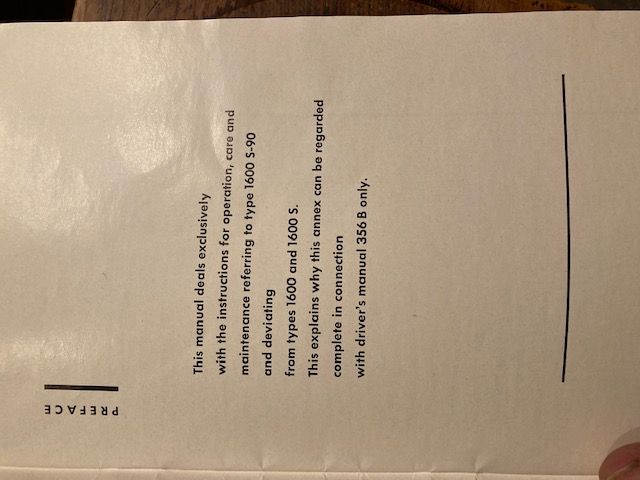 PREFACE
This manual deals exclusively
with the instructions for operation, care and
maintenance referring to type 1600 S-90
and deviating
from types 1600 and 1600 S.
This explains why this annex can be regarded
complete in connection
with driver's manual 356 B only.